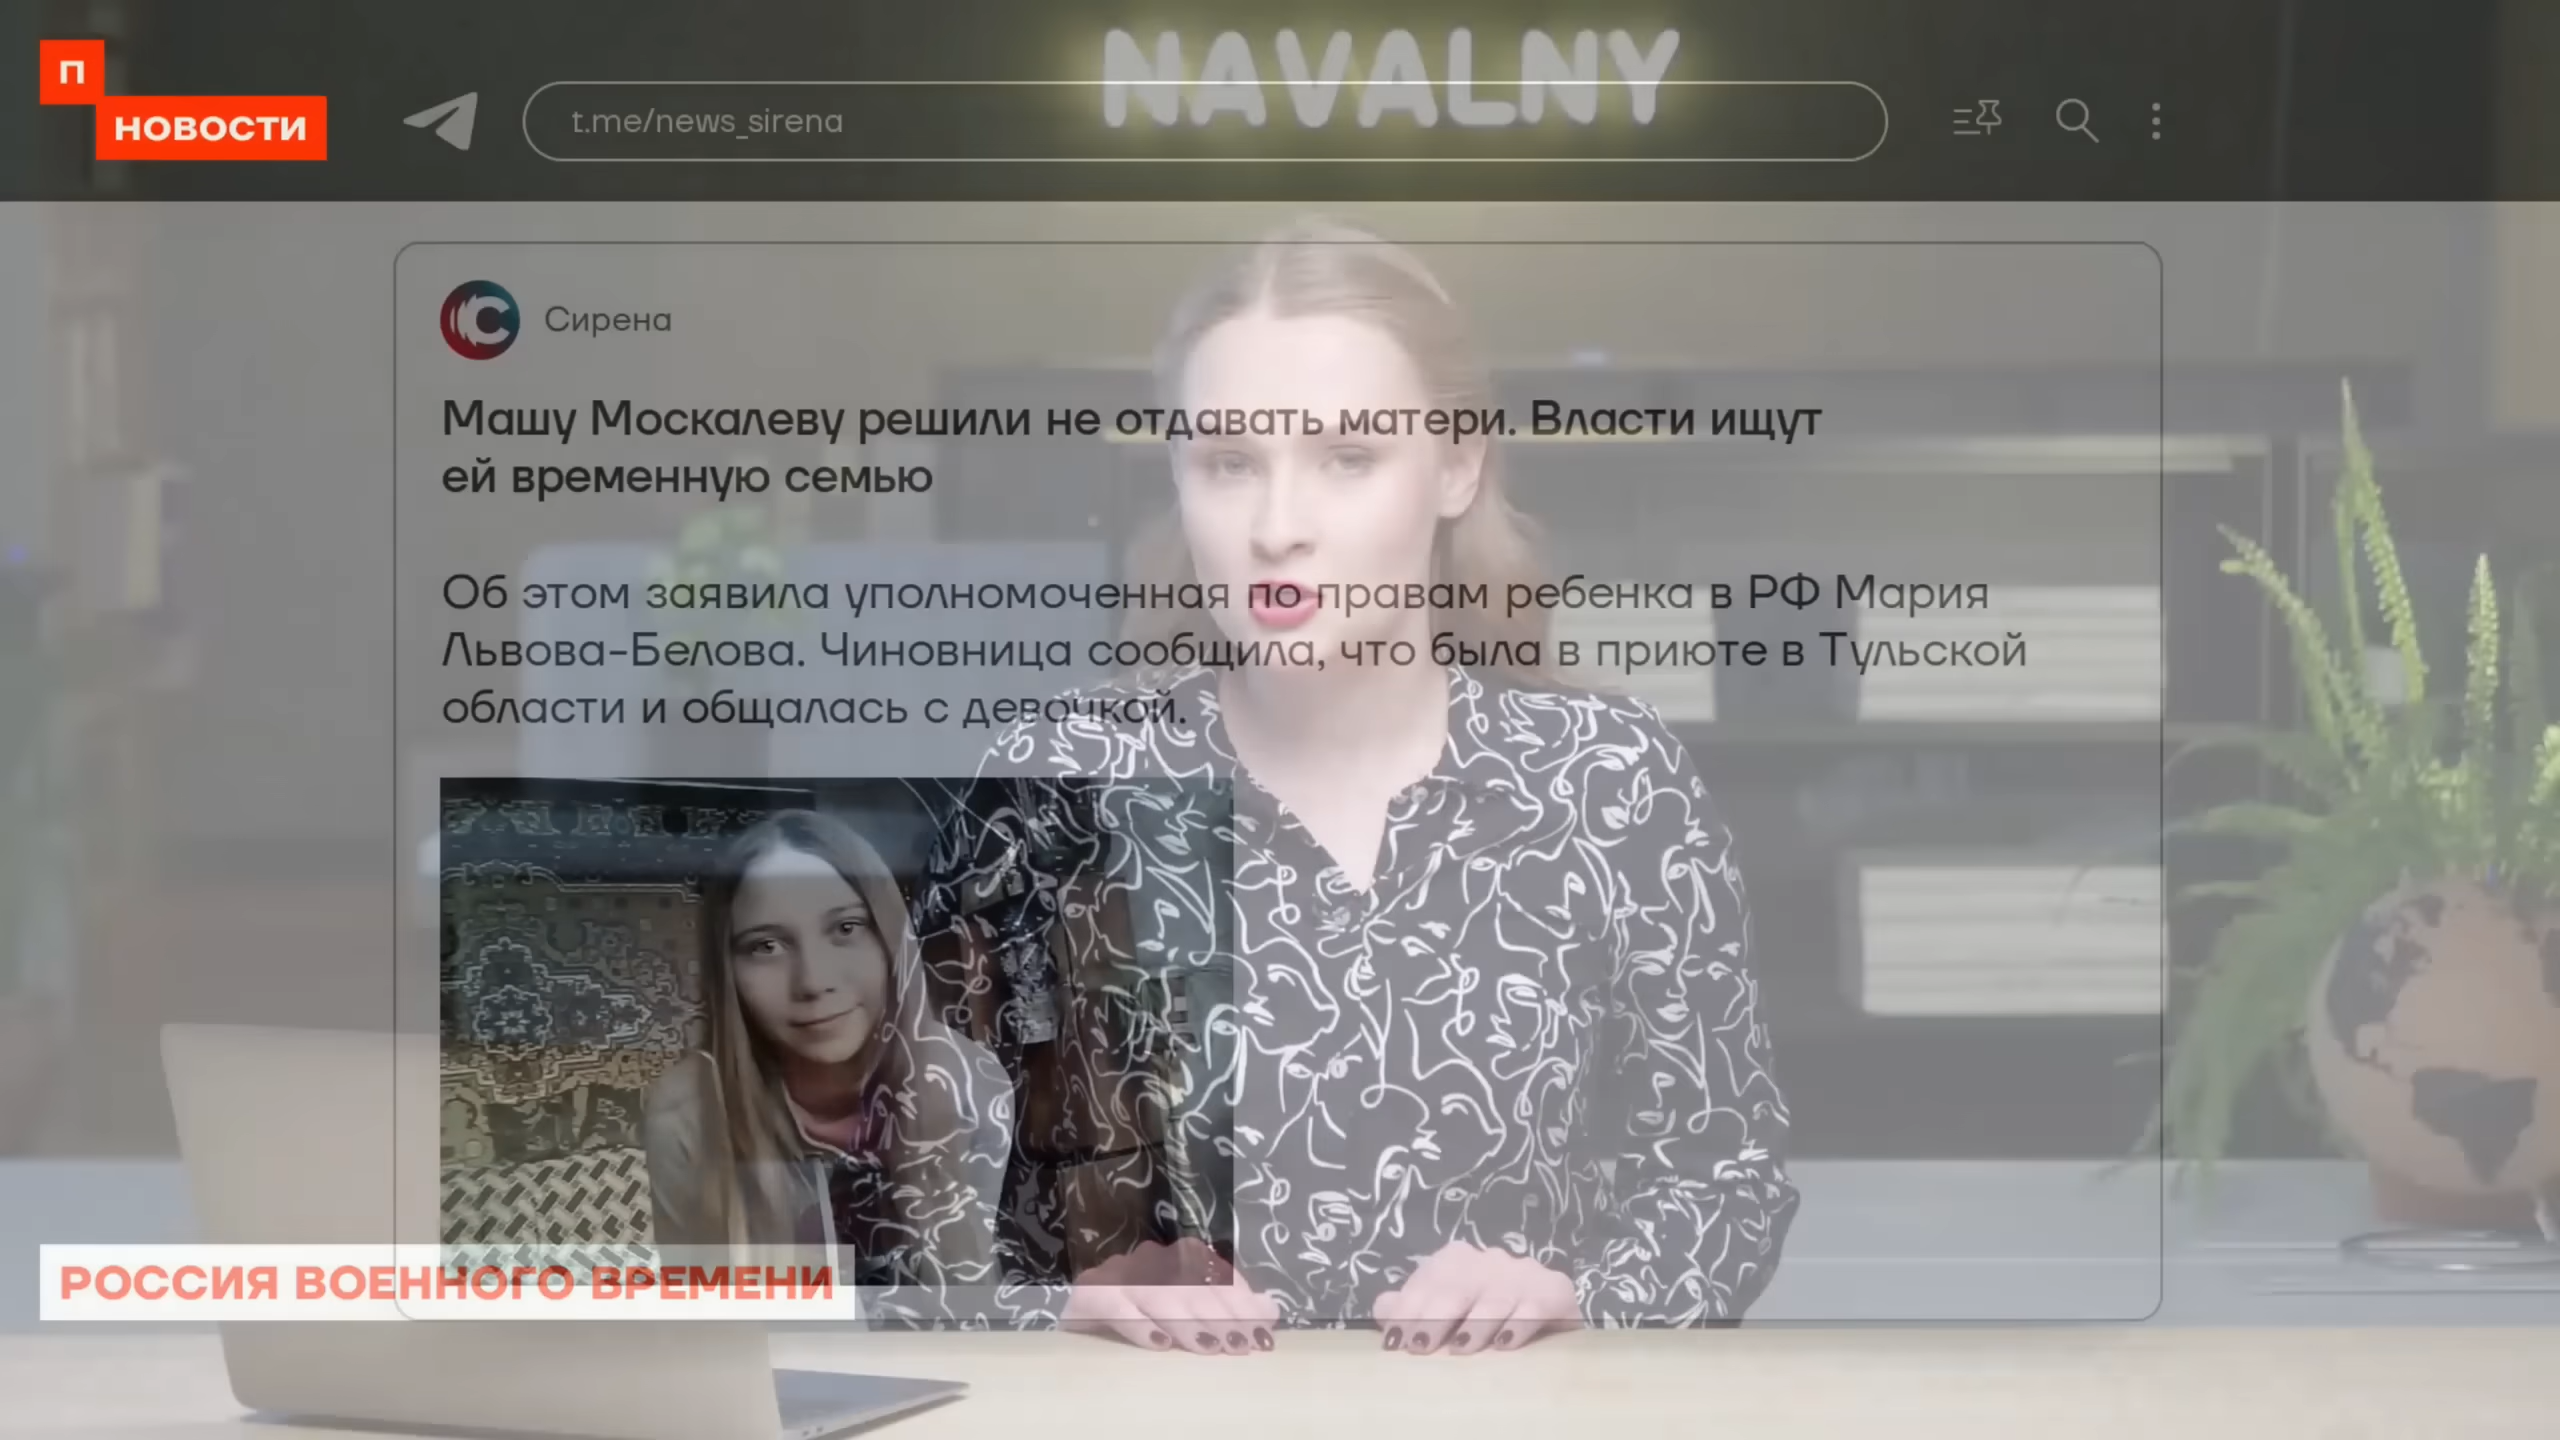 NAVALNY
П
НОВОСТИ
t.me/news_sirena
Сирена
Машу Москалеву решили не отдавать матери. Власти ищут
ей временную семью
Об этом заявила уполномоченная по правам ребенка в РФ Мария
Львова-Белова. Чиновница сообщила, что была в приюте в Тульской
области и общалась с девочкой.
РОССИЯ ВОЕННОГО ВРЕМЕНИ